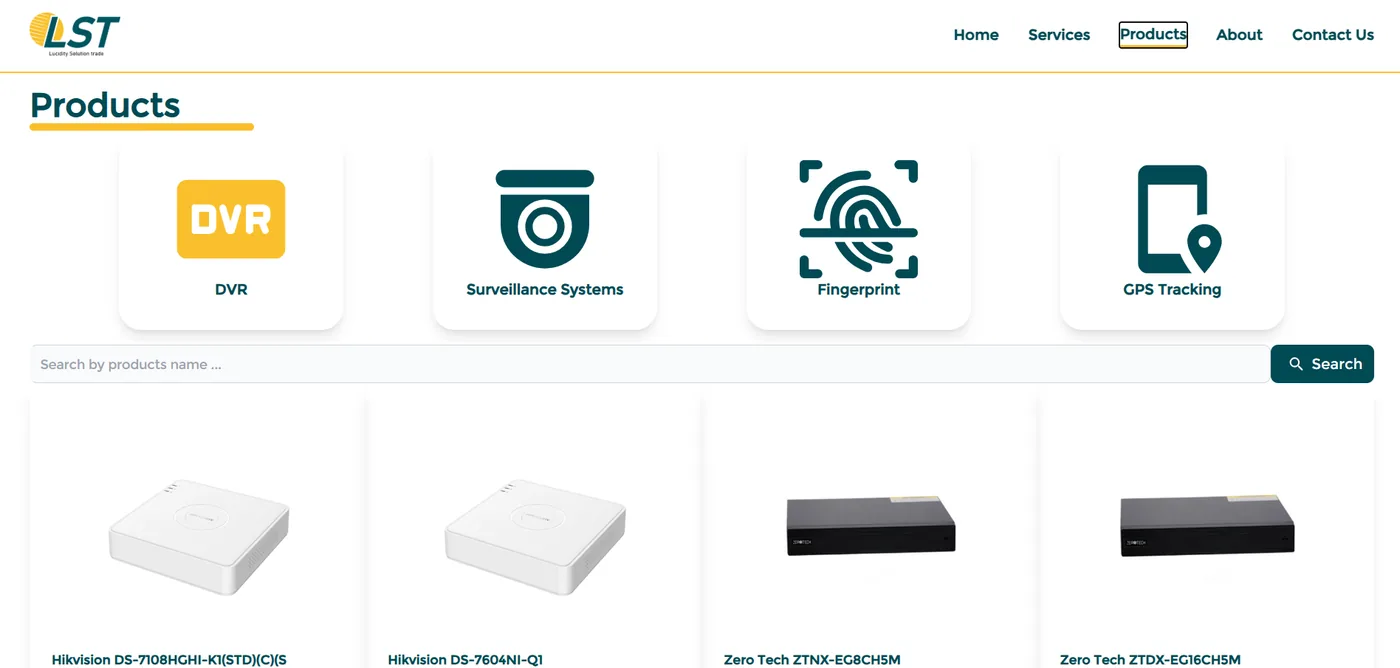 LST
Lucidity Solution trade
Home Services Products About Contact Us
Products
DVR
DVR Surveillance Systems Fingerprint GPS Tracking
Search by products name ...
Search
Hikvision DS-7108HGHI-K1(STD)(C)(S
Hikvision DS-7604NI-Q1
Zero Tech ZTNX-EG8CH5M
Zero Tech ZTDX-EG16CH5M